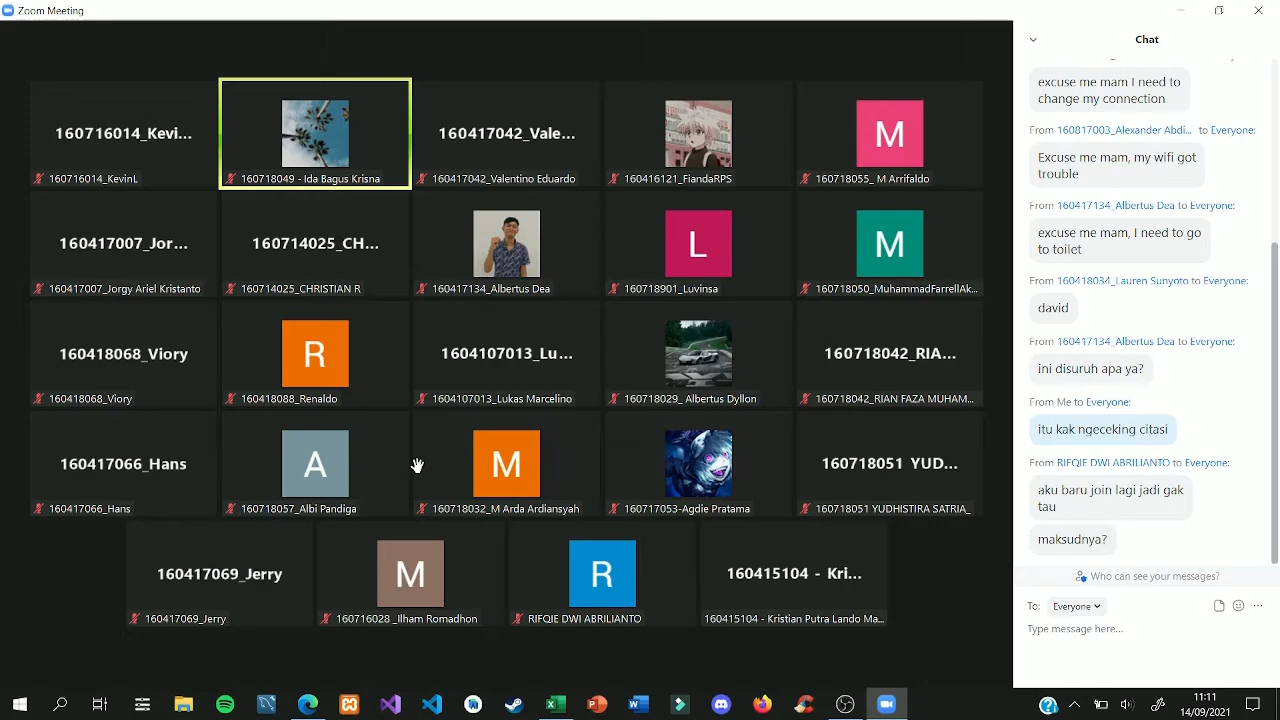 Zoom Meeting
160716014_Kevi...
160417042_Vale...
M
160716014_KevinL
160718049 - Ida Bagus Krisna
160417042_Valentino Eduardo
160416121_FiandaRPS
160718055_ M Arrifaldo
160417007_Jor...
160714025_CH...
L
M
160417007_Jorgy Ariel Kristanto
160714025_CHRISTIAN R
160417134_Albertus Dea
160718901_Luvinsa
160718050_MuhammadFarrellAk...
160418068_Viory
R
1604107013_Lu...
160718042_RIA...
160418068_Viory
160418088_Renaldo
1604107013_Lukas Marcelino
160718029_ Albertus Dyllon
160718042_RIAN FAZA MUHAM...
160417066_Hans
A
M
160718051 YUD...
160417066_Hans
160718057_Albi Pandiga
160718032_M Arda Ardiansyah
160717053-Agdie Pratama
160718051 YUDHISTIRA SATRIA_
160417069_Jerry
M
R
160415104 - Kri...
160417069_Jerry
160716028 _Ilham Romadhon
RIFQIE DWI ABRILIANTO
160415104 - Kristian Putra Lando Ma...
Chat
excuse me mam I need to
change my connection
From 160817003_Alexander Abdi... to Everyone:
Excuse me mam, my wifi got
trouble
From 160417134_Albertus Dea to Everyone:
excuse me mam, I need to go
to toilet
From 160418034_Lauren Sunyoto to Everyone:
david
From 160417134_Albertus Dea to Everyone:
ini disuruh apa ya?
From Me to Everyone:
itu kak ngeceking citasi
From RIFQIE DWI ABRILIANTO to Everyone:
aku baru join lagi jadi gak
tau
maksudnya?
Who can see your messages?
To: Everyone
Type message here...
11:11
14/09/2021